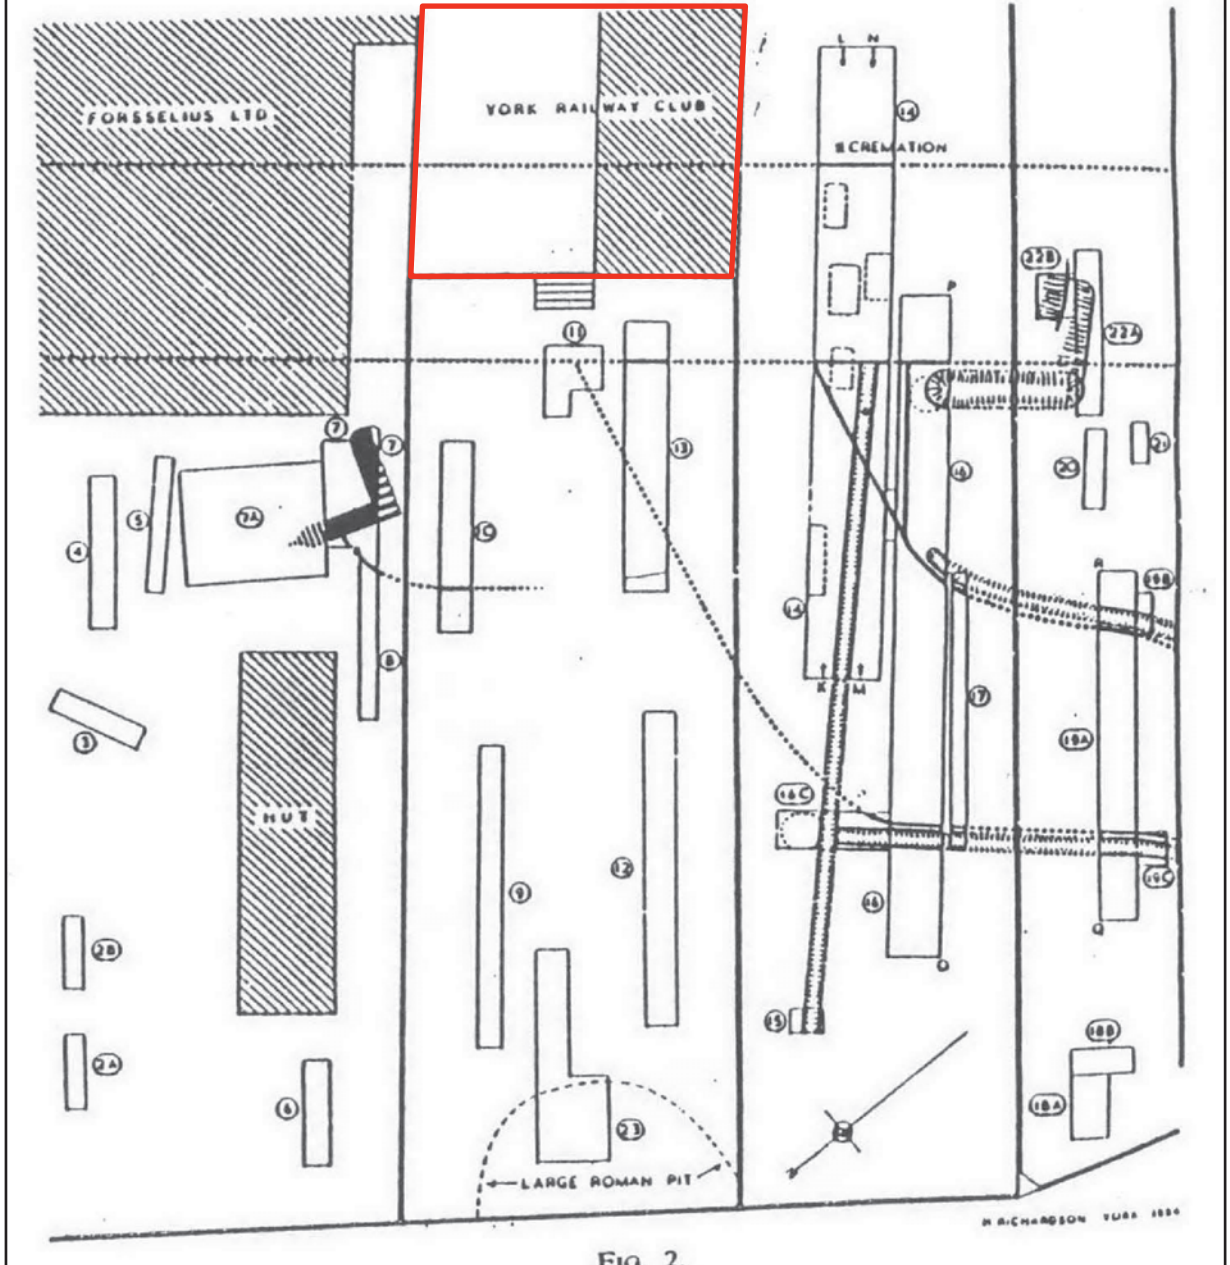 L N
YORK RAILWAY CLUB
FORSSELIUS LTD
14
CREMATION
22B
P
11
22A
7
7
13
21
20
16
5
7A
4
R
19B
14
8
K M
17
3
19A
16C
HUT
12
19C
9
16
Q
2B
O
15
18B
2A
6
18A
23
LARGE ROMAN PIT
H RICHARDSON YORK
FIG. 2.